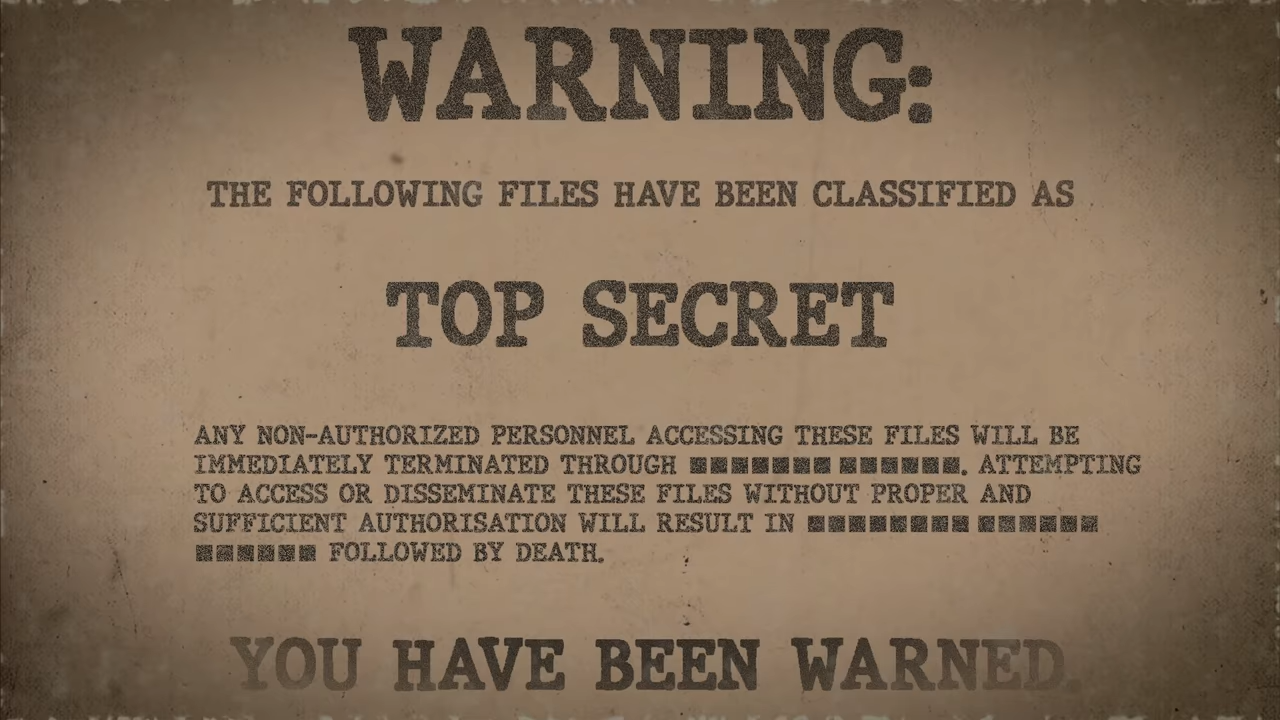 WARNING:
THE FOLLOWING FILES HAVE BEEN CLASSIFIED AS
TOP SECRET
ANY NON-AUTHORIZED PERSONNEL ACCESSING THESE FILES WILL BE
IMMEDIATELY TERMINATED THROUGH ■■■■■■■ ■■■■■■. ATTEMPTING
TO ACCESS OR DISSEMINATE THESE FILES WITHOUT PROPER AND
SUFFICIENT AUTHORISATION WILL RESULT IN ■■■■■■■■ ■■■■■■
■■■■■■ FOLLOWED BY DEATH.
YOU HAVE BEEN WARNED.